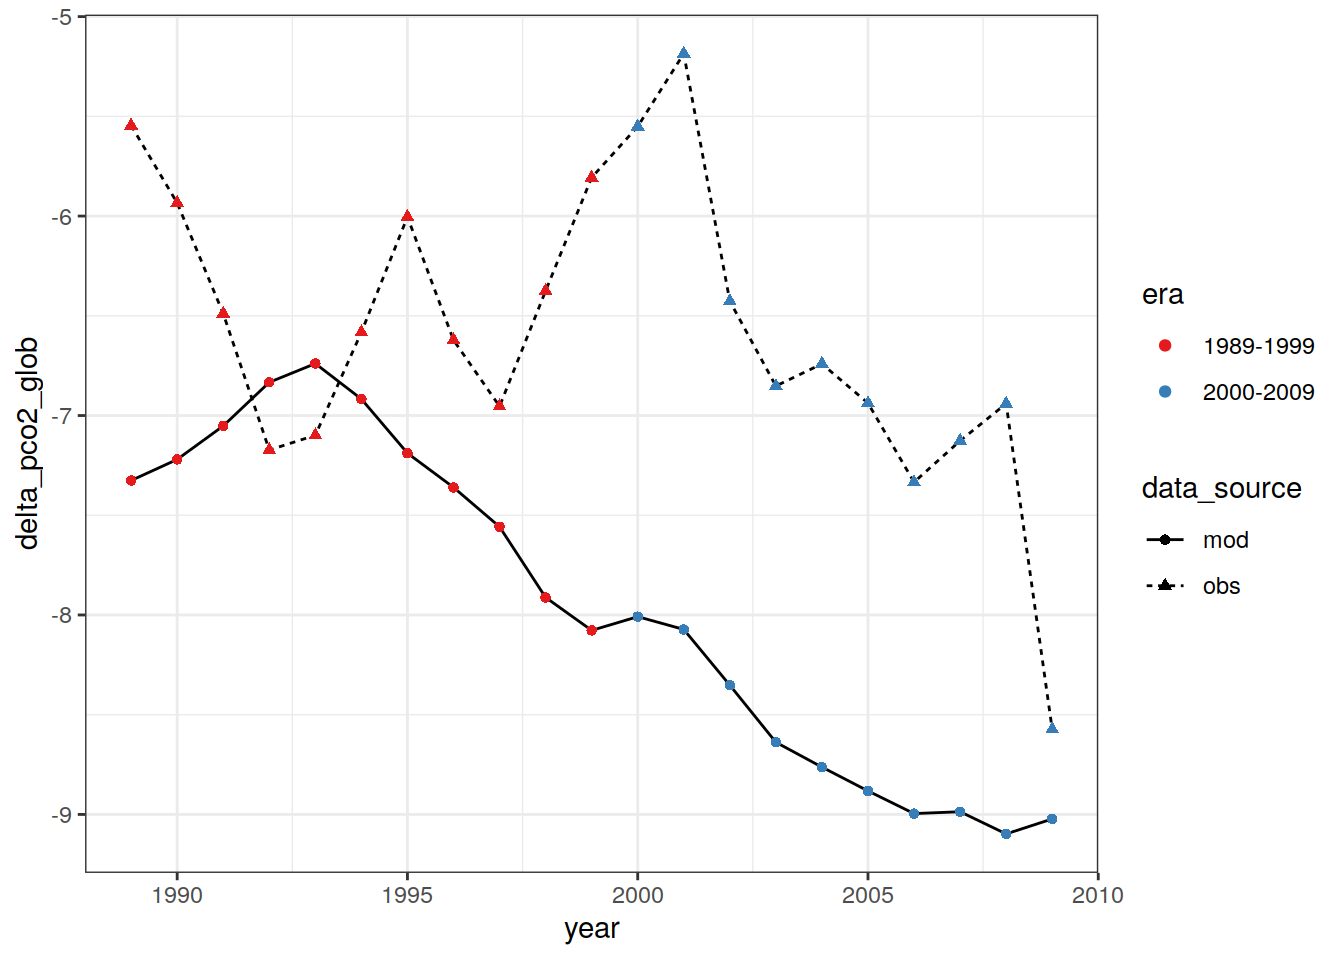 -5
-6
-7
-8
-9
delta_pco2_glob
1990
1995
2000
2005
2010
year
era
1989-1999
2000-2009
data_source
mod
obs